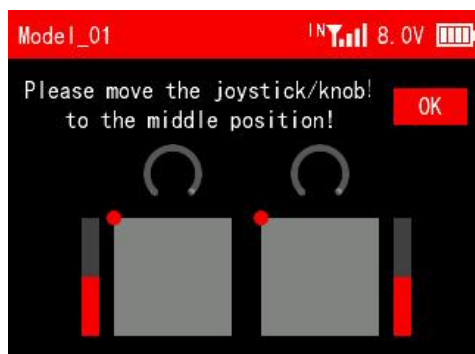 Model_01
IN 8.0V
Please move the joystick/knob!
to the middle position!
OK